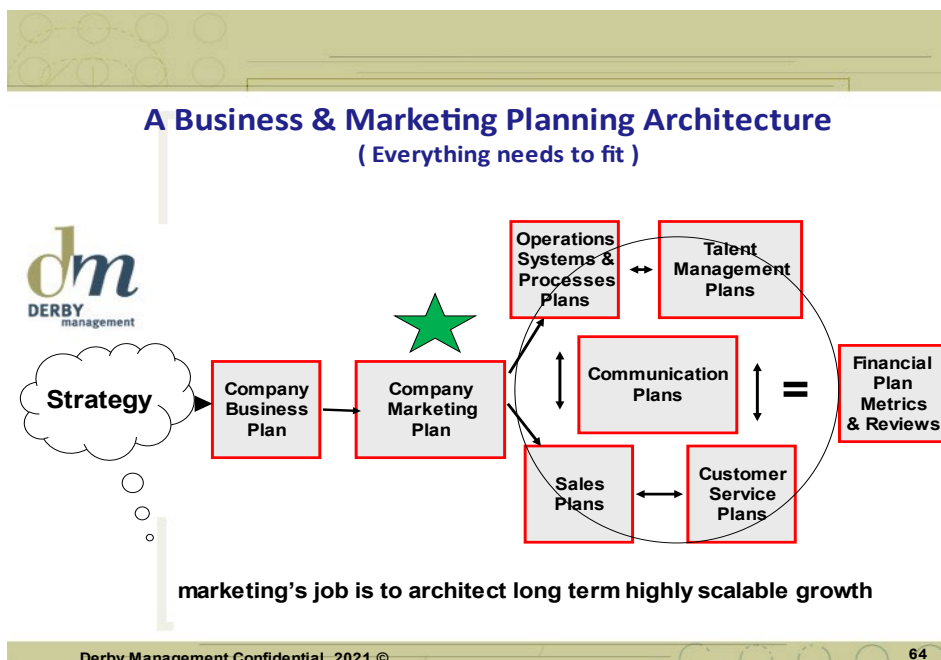 A Business & Marketing Planning Architecture
( Everything needs to fit )
dm
DERBY
management
Strategy
Company
Business
Plan
Company
Marketing
Plan
Operations
Systems &
Processes
Plans
Talent
Management
Plans
Communication
Plans
Sales
Plans
Customer
Service
Plans
=
Financial
Plan
Metrics
& Reviews
marketing's job is to architect long term highly scalable growth
Derby Management Confidential 2021 ©
64